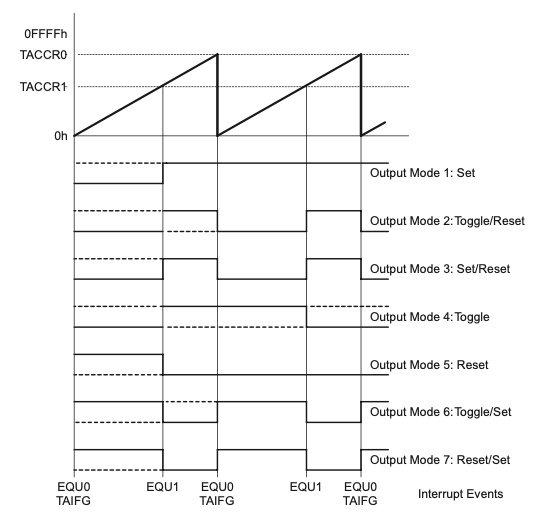 0FFFFh
TACCR0
TACCR1
0h
Output Mode 1: Set
Output Mode 2:Toggle/Reset
Output Mode 3: Set/Reset
Output Mode 4:Toggle
Output Mode 5: Reset
Output Mode 6:Toggle/Set
Output Mode 7: Reset/Set
EQU0 EQU1 EQU0 EQU1 EQU0
TAIFG TAIFG TAIFG
Interrupt Events